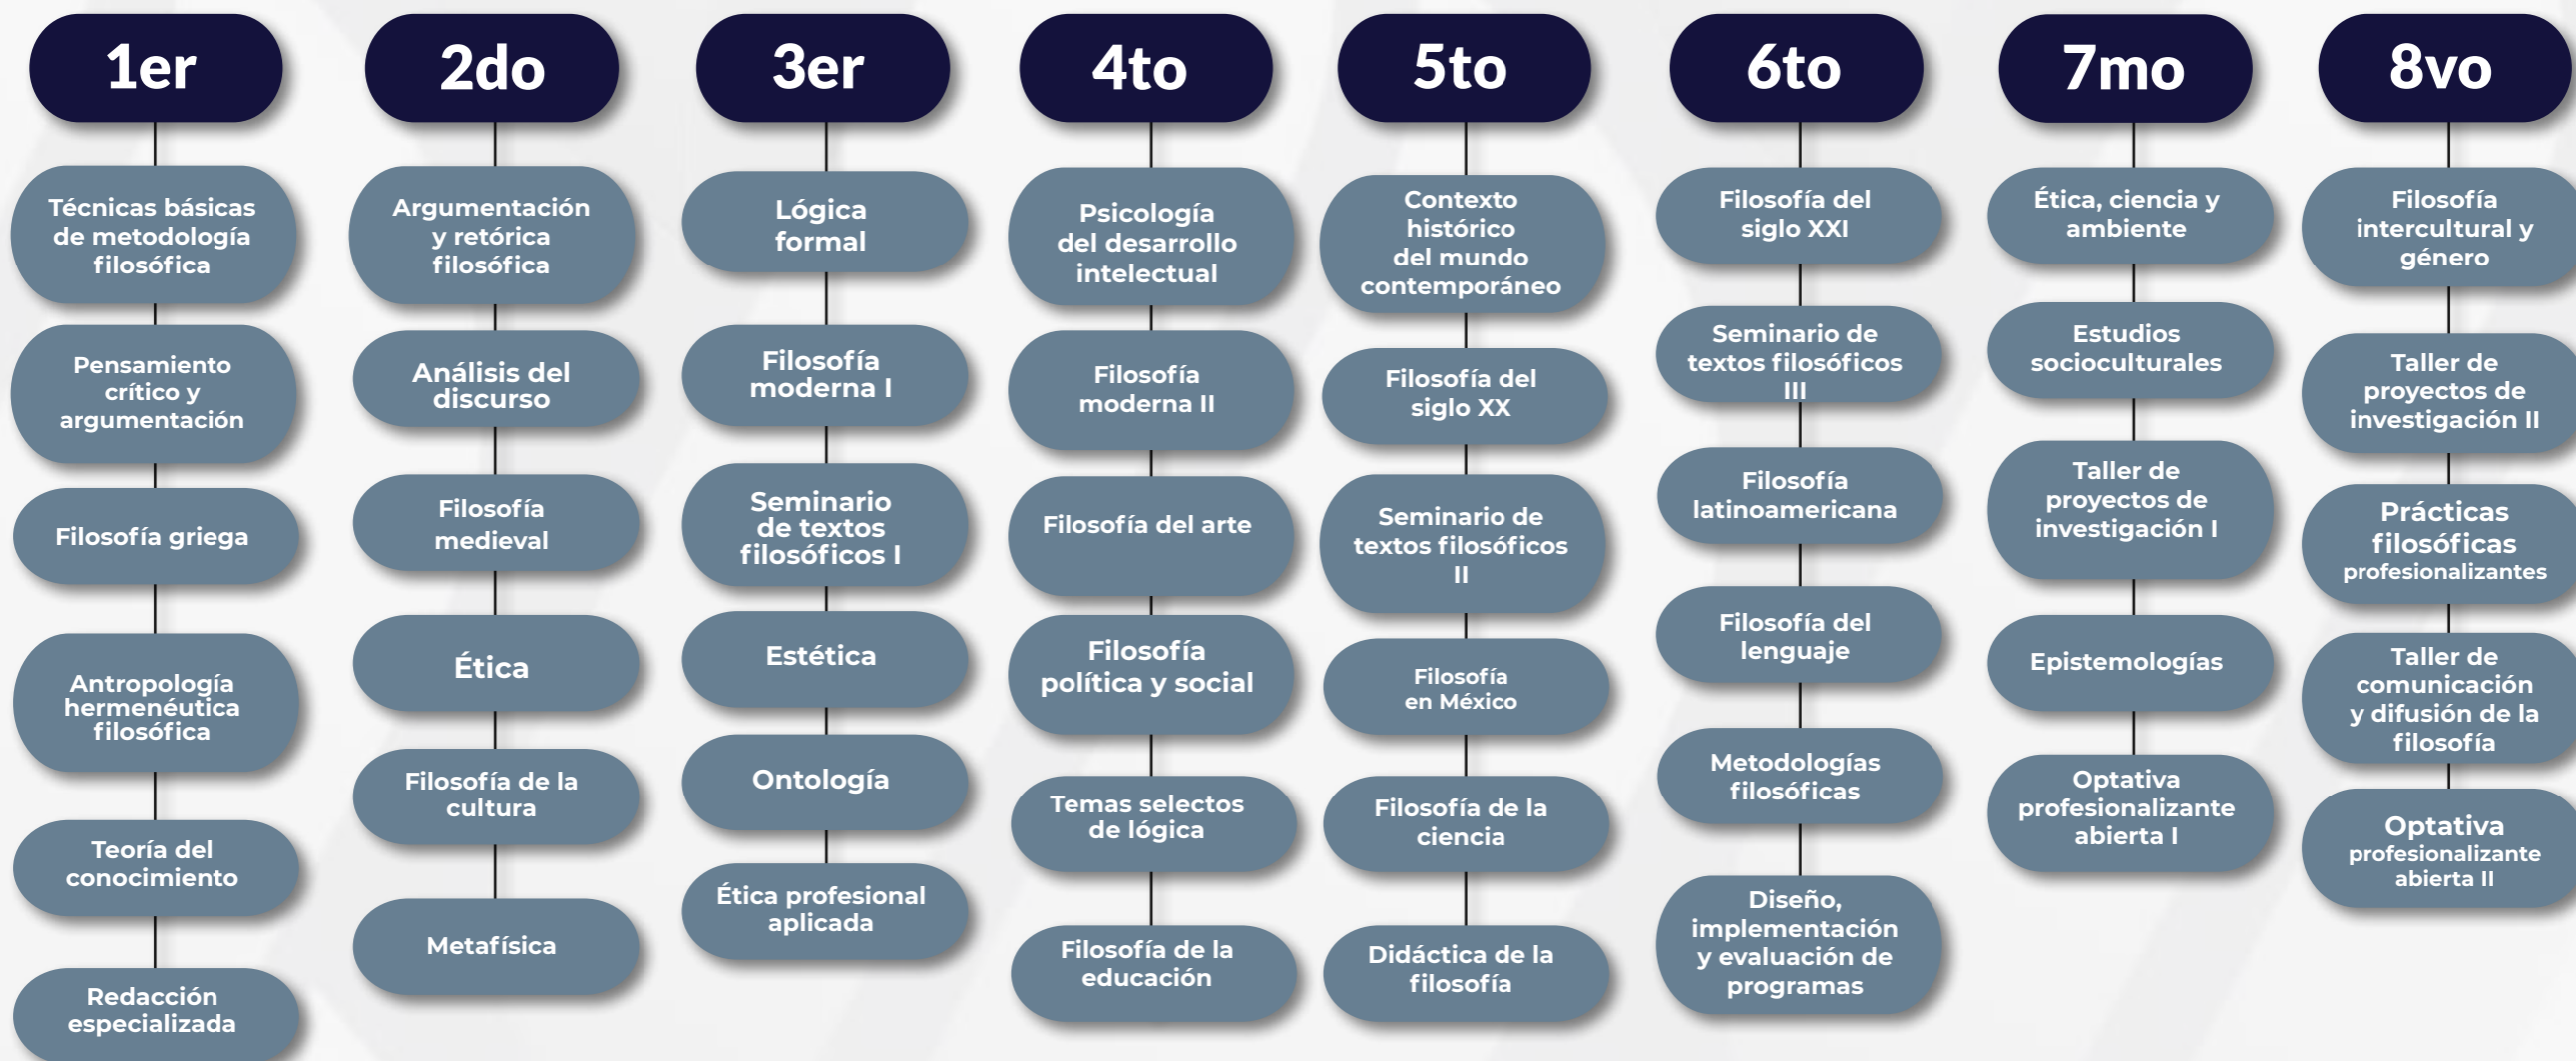 1er
Técnicas básicas
de metodología
filosófica
Pensamiento
crítico y
argumentación
Filosofía griega
Antropología
hermenéutica
filosófica
Teoría del
conocimiento
Redacción
especializada
2do
Argumentación
y retórica
filosófica
Análisis del
discurso
Filosofía
medieval
Ética
Filosofía de la
cultura
Metafísica
3er
Lógica
formal
Filosofía
moderna I
Seminario
de textos
filosóficos I
Estética
Ontología
Ética profesional
aplicada
4to
Psicología
del desarrollo
intelectual
Filosofía
moderna II
Filosofía del arte
Filosofía
política y social
Temas selectos
de lógica
Filosofía de la
educación
5to
Contexto
histórico
del mundo
contemporáneo
Filosofía del
siglo XX
Seminario de
textos filosóficos
II
Filosofía
en México
Filosofía de la
ciencia
Didáctica de la
filosofía
6to
Filosofía del
siglo XXI
Seminario de
textos filosóficos
III
Filosofía
latinoamericana
Filosofía del
lenguaje
Metodologías
filosóficas
Diseño,
implementación
y evaluación de
programas
7mo
Ética, ciencia y
ambiente
Estudios
socioculturales
Taller de
proyectos de
investigación I
Epistemologías
Optativa
profesionalizante
abierta I
8vo
Filosofía
intercultural y
género
Taller de
proyectos de
investigación II
Prácticas
filosóficas
profesionalizantes
Taller de
comunicación
y difusión de la
filosofía
Optativa
profesionalizante
abierta II